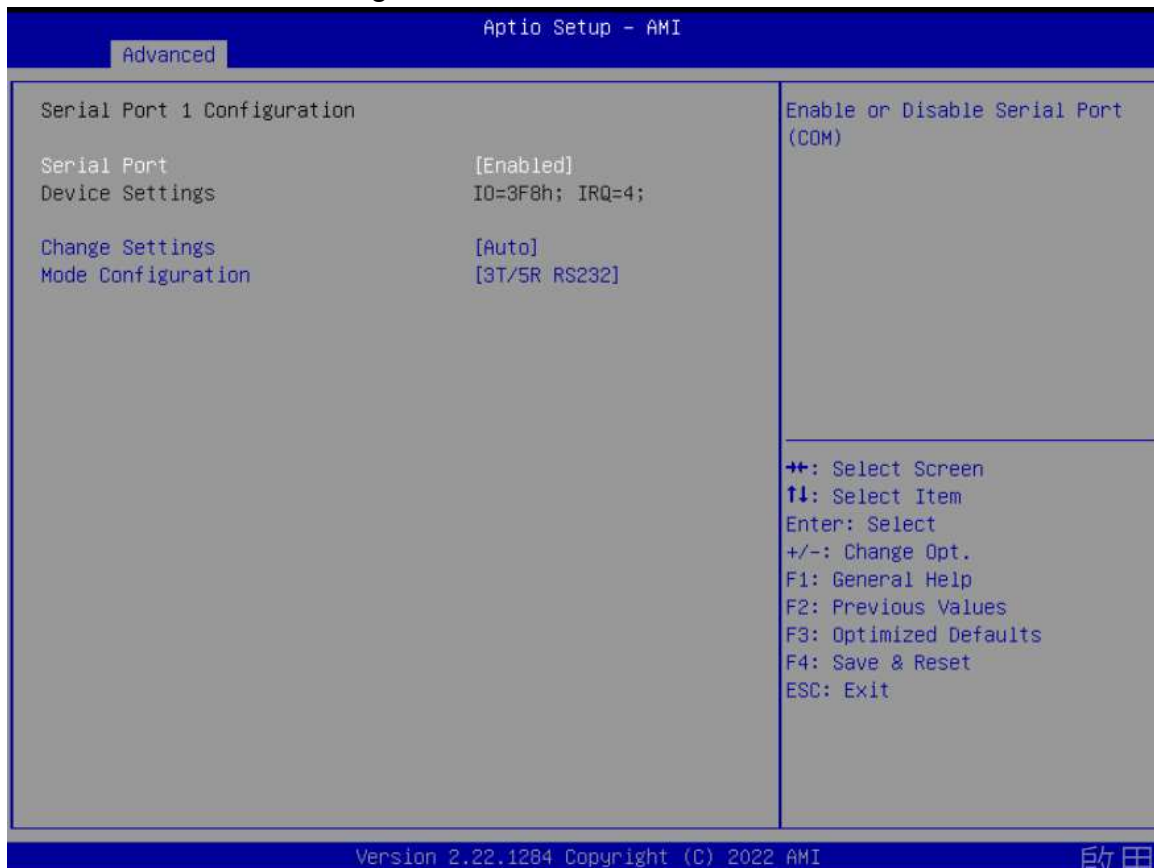 Aptio Setup – AMI
Advanced
Serial Port 1 Configuration
Serial Port [Enabled]
Device Settings IO=3F8h; IRQ=4;
Change Settings [Auto]
Mode Configuration [3T/5R RS232]
Enable or Disable Serial Port
(COM)
→←: Select Screen
↑↓: Select Item
Enter: Select
+/-: Change Opt.
F1: General Help
F2: Previous Values
F3: Optimized Defaults
F4: Save & Reset
ESC: Exit
Version 2.22.1284 Copyright (C) 2022 AMI
啟用